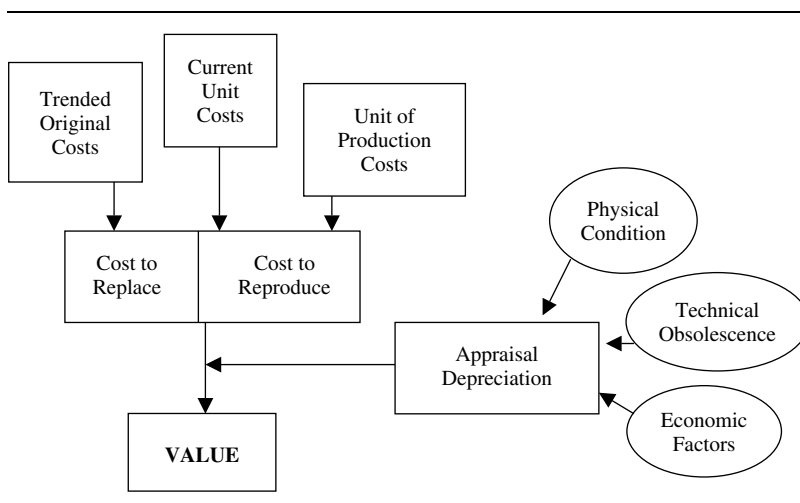 Trended
Original
Costs
Current
Unit
Costs
Unit of
Production
Costs
Cost to
Replace
Cost to
Reproduce
Physical
Condition
Technical
Obsolescence
Appraisal
Depreciation
Economic
Factors
VALUE